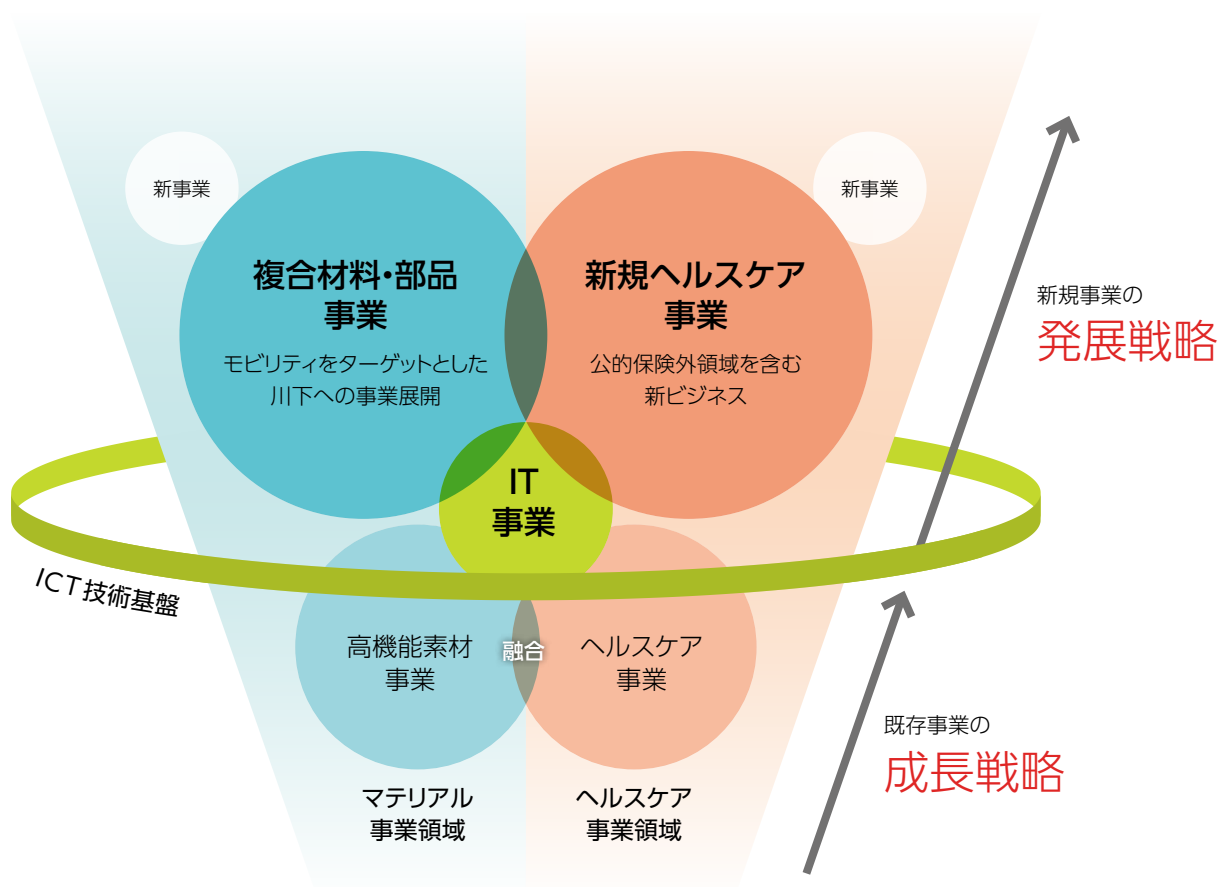 新事業
新事業
複合材料・部品
事業
モビリティをターゲットとした
川下への事業展開
新規ヘルスケア
事業
公的保険外領域を含む
新ビジネス
新規事業の
発展戦略
IT
事業
ICT技術基盤
高機能素材
事業
融合
ヘルスケア
事業
既存事業の
成長戦略
マテリアル
事業領域
ヘルスケア
事業領域